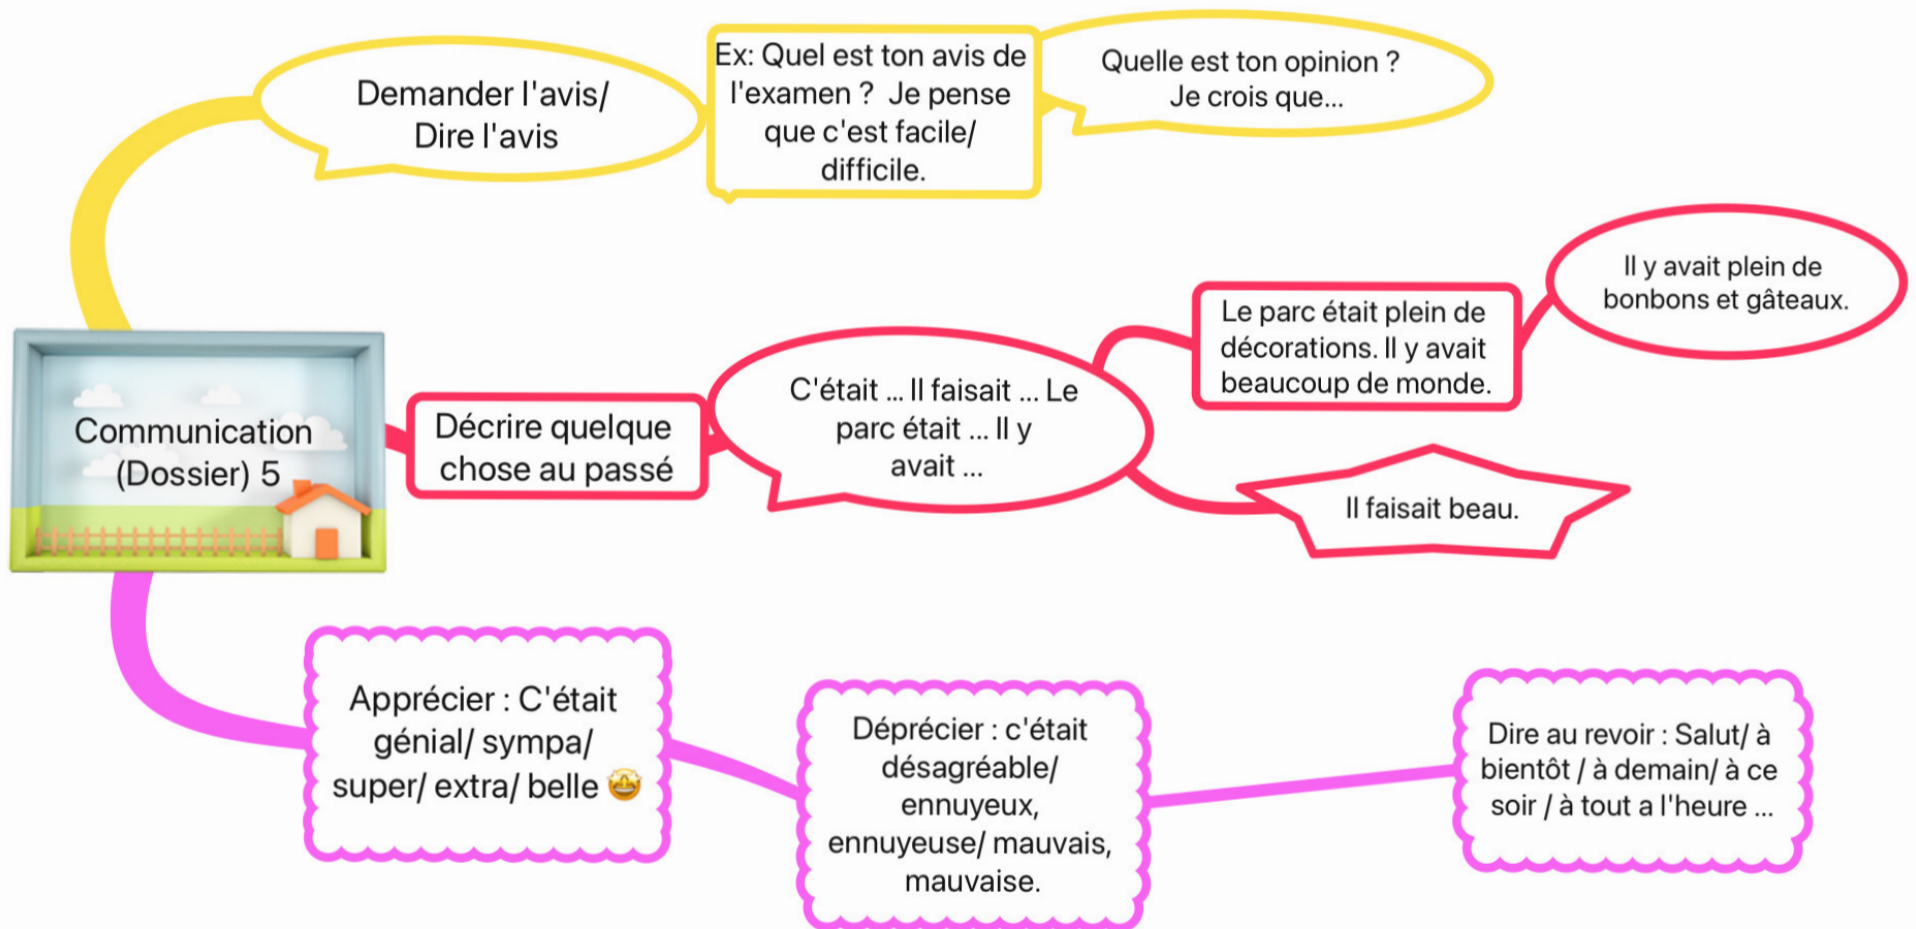 Demander l'avis/
Dire l'avis
Ex: Quel est ton avis de
l'examen ? Je pense
que c'est facile/
difficile.
Quelle est ton opinion ?
Je crois que...
Communication
(Dossier) 5
Décrire quelque
chose au passé
C'était ... Il faisait ... Le
parc était ... Il y
avait ...
Le parc était plein de
décorations. Il y avait
beaucoup de monde.
Il y avait plein de
bonbons et gâteaux.
Il faisait beau.
Apprécier : C'était
génial/ sympa/
super/ extra/ belle 🤩
Déprécier : c'était
désagréable/
ennuyeux,
ennuyeuse/ mauvais,
mauvaise.
Dire au revoir : Salut/ à
bientôt / à demain/ à ce
soir / à tout a l'heure ...